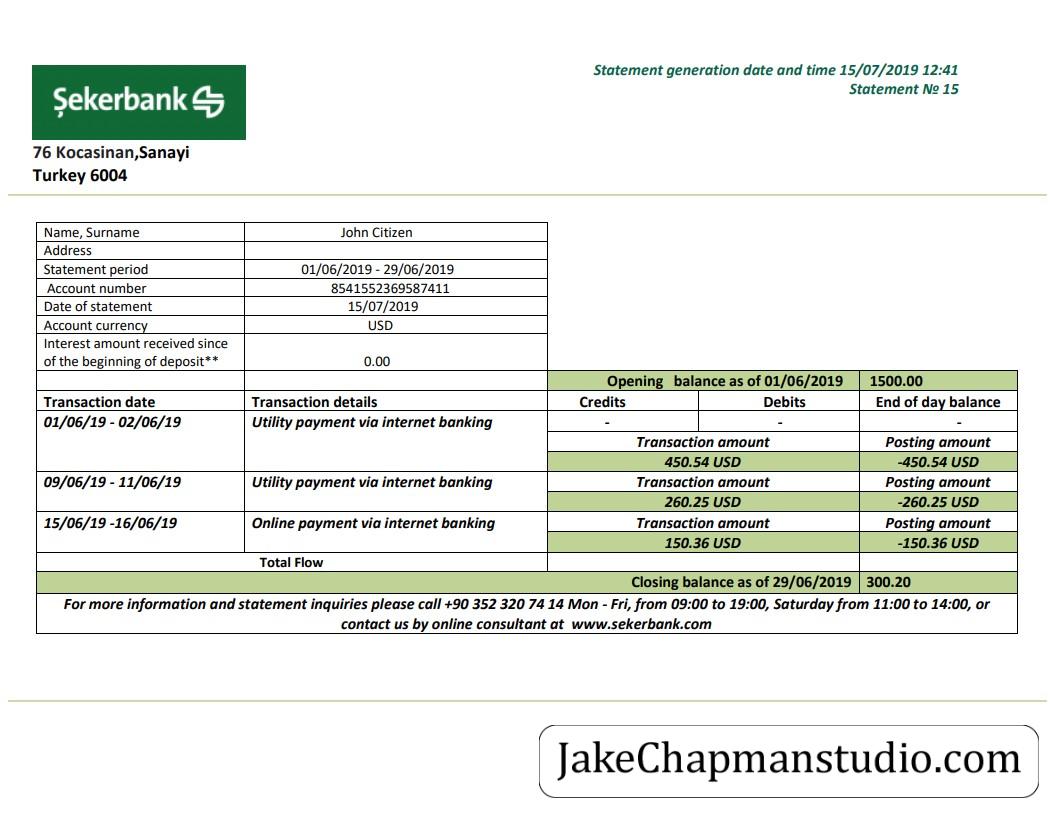 Şekerbank
Statement generation date and time 15/07/2019 12:41
Statement № 15
76 Kocasinan,Sanayi
Turkey 6004
Name, Surname John Citizen
Address
Statement period 01/06/2019 - 29/06/2019
Account number 8541552369587411
Date of statement 15/07/2019
Account currency USD
Interest amount received since
of the beginning of deposit** 0.00
Opening balance as of 01/06/2019 1500.00
Transaction date Transaction details Credits Debits End of day balance
01/06/19 - 02/06/19 Utility payment via internet banking - - -
Transaction amount Posting amount
450.54 USD -450.54 USD
09/06/19 - 11/06/19 Utility payment via internet banking Transaction amount Posting amount
260.25 USD -260.25 USD
15/06/19 -16/06/19 Online payment via internet banking Transaction amount Posting amount
150.36 USD -150.36 USD
Total Flow
Closing balance as of 29/06/2019 300.20
For more information and statement inquiries please call +90 352 320 74 14 Mon - Fri, from 09:00 to 19:00, Saturday from 11:00 to 14:00, or
contact us by online consultant at www.sekerbank.com
JakeChapmanstudio.com